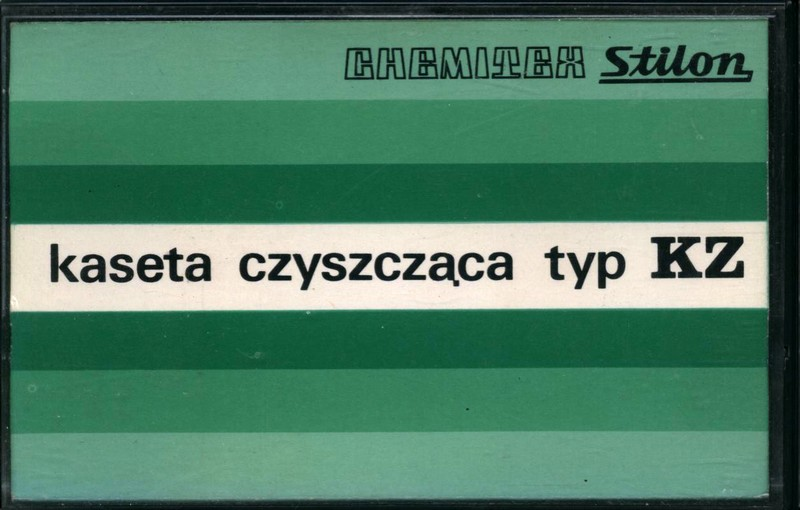 CHEMITEX Stilon
kaseta czyszcząca typ KZ